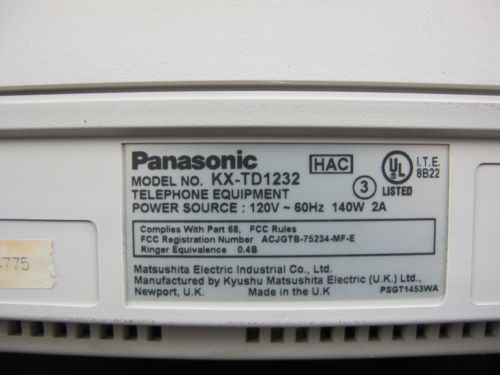 Panasonic HAC UL I.T.E. 8B22
MODEL NO. KX-TD1232 3 LISTED
TELEPHONE EQUIPMENT
POWER SOURCE : 120V ~ 60Hz 140W 2A
Complies With Part 68, FCC Rules
FCC Registration Number ACJGTB-75234-MF-E
Ringer Equivalence 0.4B
Matsushita Electric Industrial Co., Ltd.
Manufactured by Kyushu Matsushita Electric (U.K.) Ltd.,
Newport, U.K. Made in the U.K PSGT1453WA
775